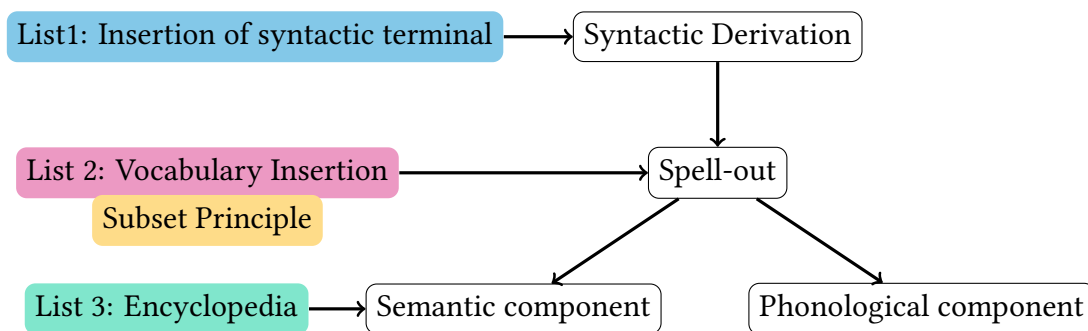 List1: Insertion of syntactic terminal
Syntactic Derivation
List 2: Vocabulary Insertion
Spell-out
Subset Principle
List 3: Encyclopedia
Semantic component
Phonological component